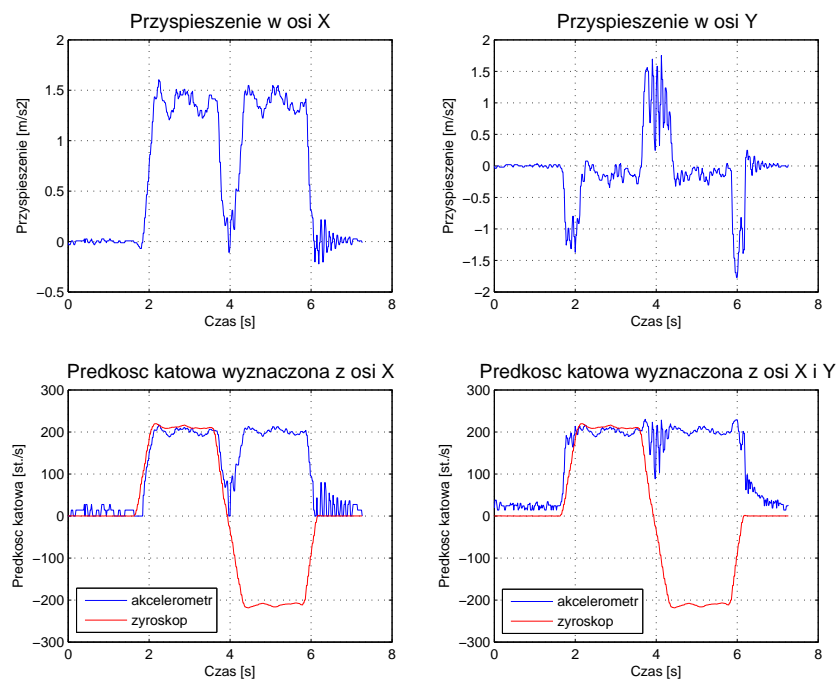 Przyspieszenie w osi X
Przyspieszenie [m/s2]
2
1.5
1
0.5
0
−0.5
0 2 4 6 8
Czas [s]
Przyspieszenie w osi Y
Przyspieszenie [m/s2]
2
1.5
1
0.5
0
−0.5
−1
−1.5
−2
0 2 4 6 8
Czas [s]
Predkosc katowa wyznaczona z osi X
Predkosc katowa [st./s]
300
200
100
0
−100
−200
−300
akcelerometr
zyroskop
0 2 4 6 8
Czas [s]
Predkosc katowa wyznaczona z osi X i Y
Predkosc katowa [st./s]
300
200
100
0
−100
−200
−300
akcelerometr
zyroskop
0 2 4 6 8
Czas [s]